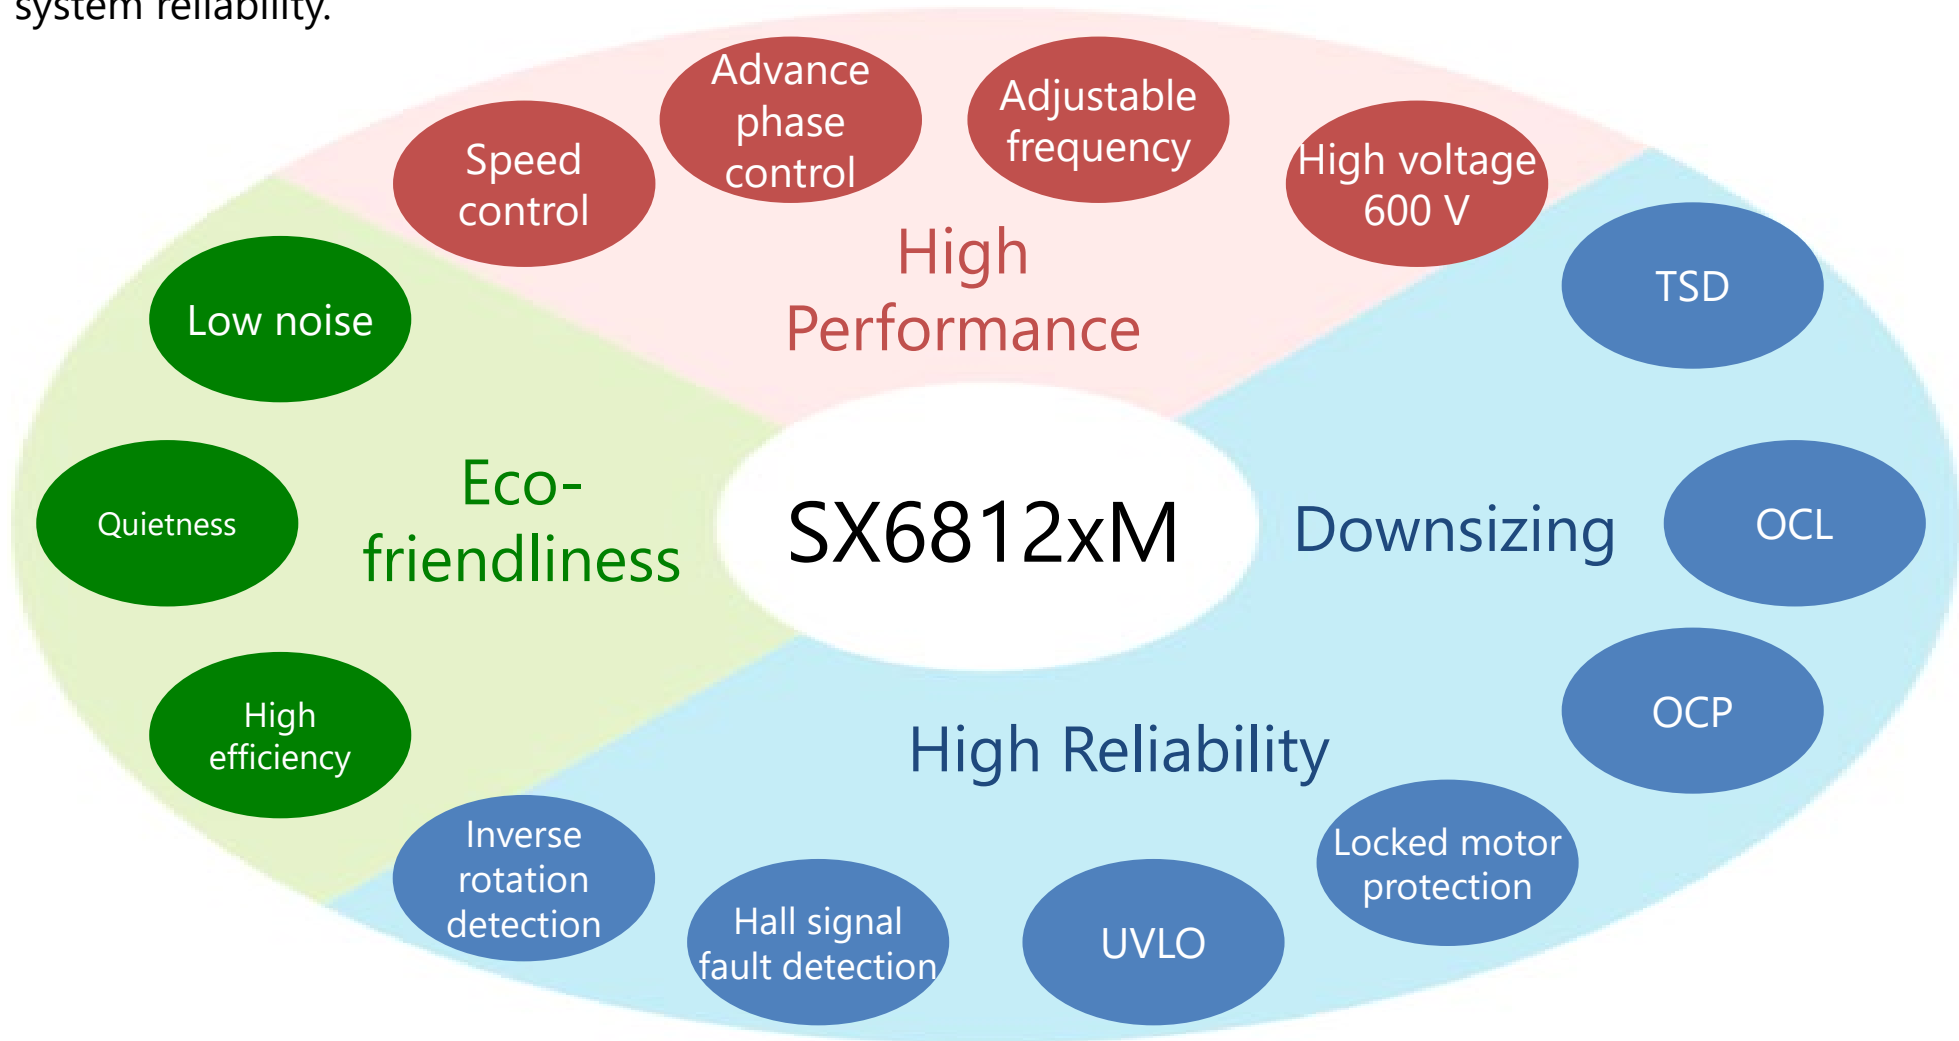 system reliability.
Advance
phase
control
Adjustable
frequency
Speed
control
High voltage
600 V
High
Performance
TSD
Low noise
Eco-
friendliness
Quietness
SX6812xM
Downsizing
OCL
High
efficiency
High Reliability
OCP
Inverse
rotation
detection
Hall signal
fault detection
UVLO
Locked motor
protection